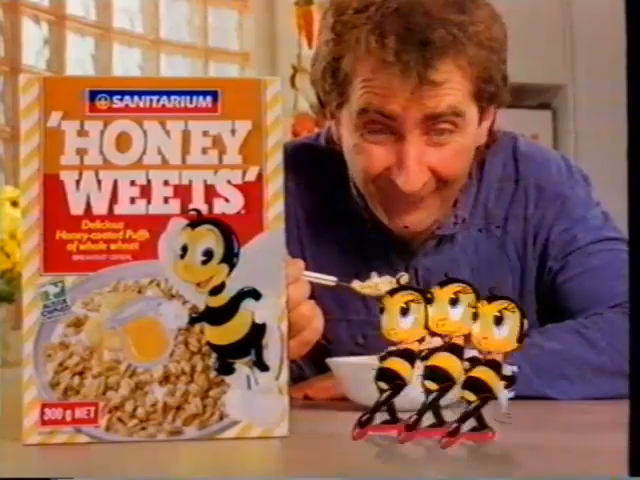 SANITARIUM
'HONEY
WEETS'
Delicious
Honey-coated Puffs
of whole wheat
BREAKFAST CEREAL
300 g NET